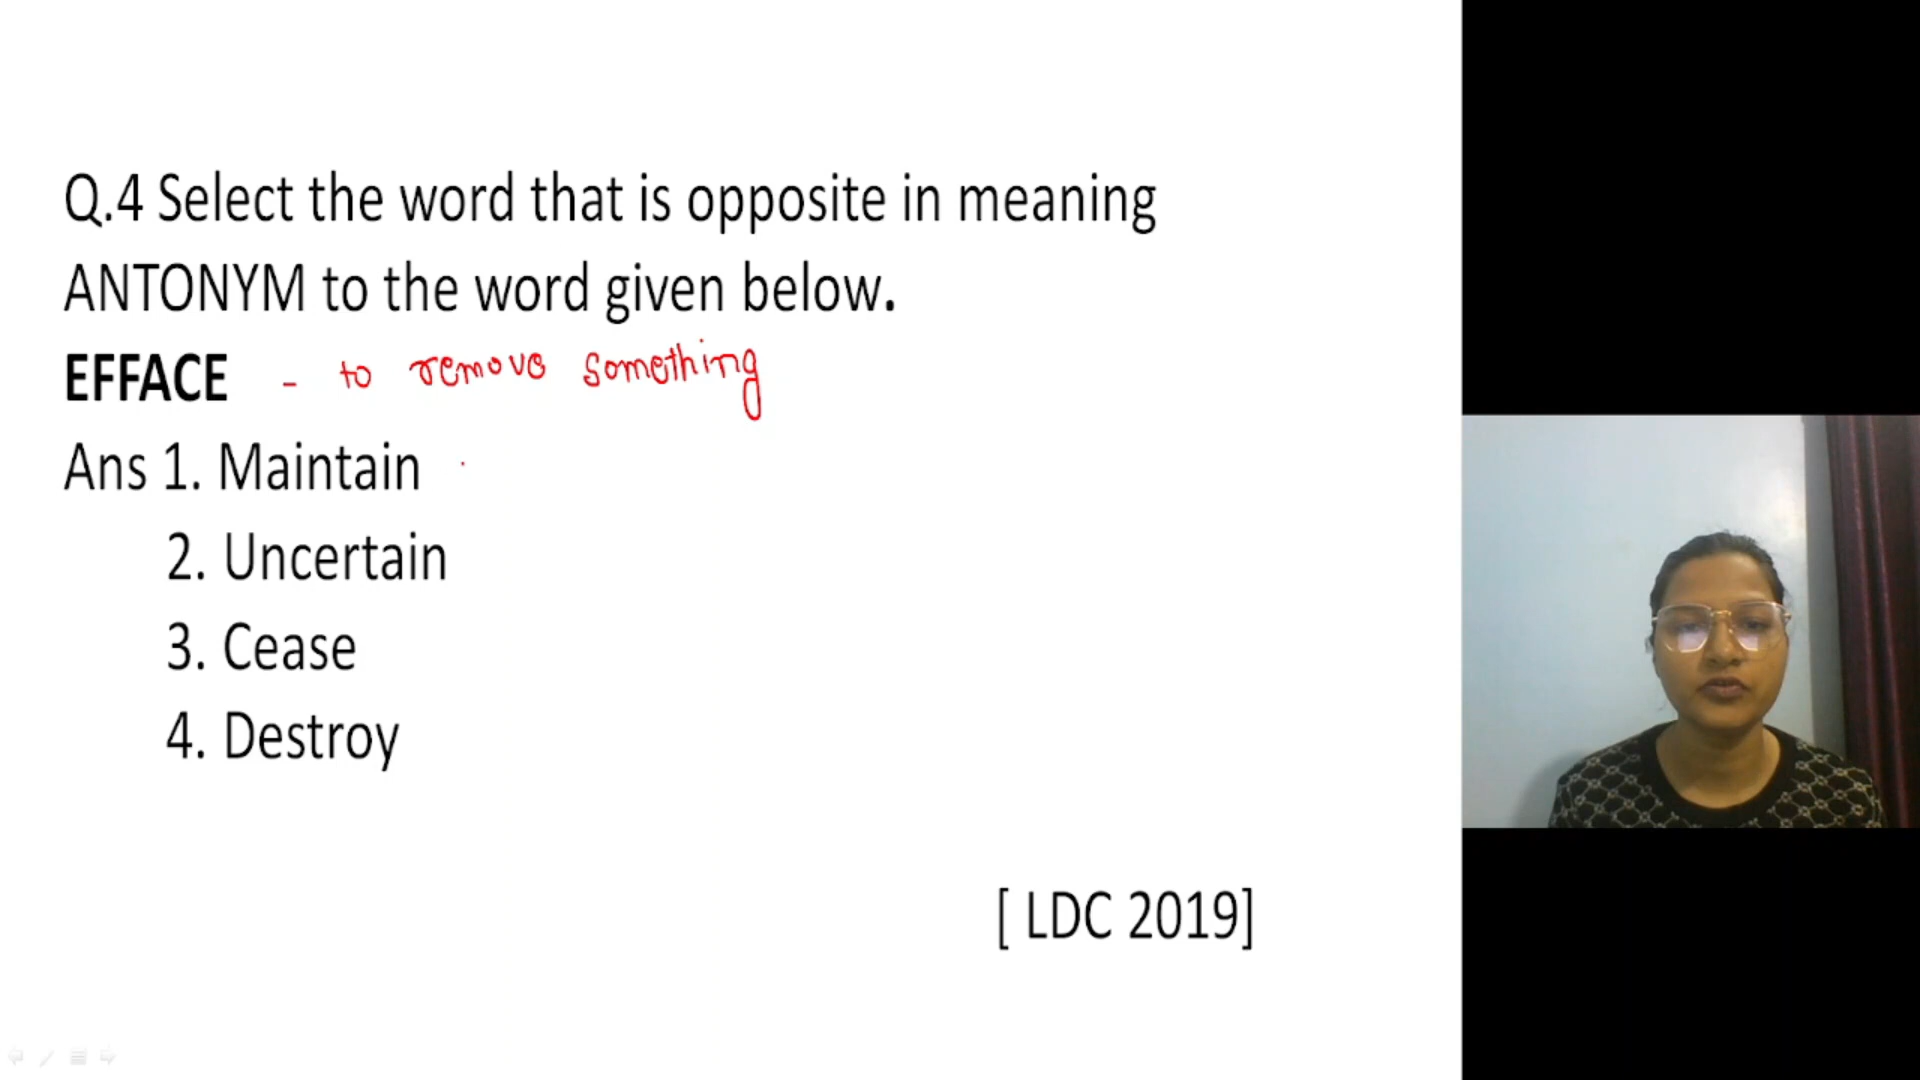 Q.4 Select the word that is opposite in meaning
ANTONYM to the word given below.
EFFACE - to remove something
Ans 1. Maintain
2. Uncertain
3. Cease
4. Destroy
[ LDC 2019]